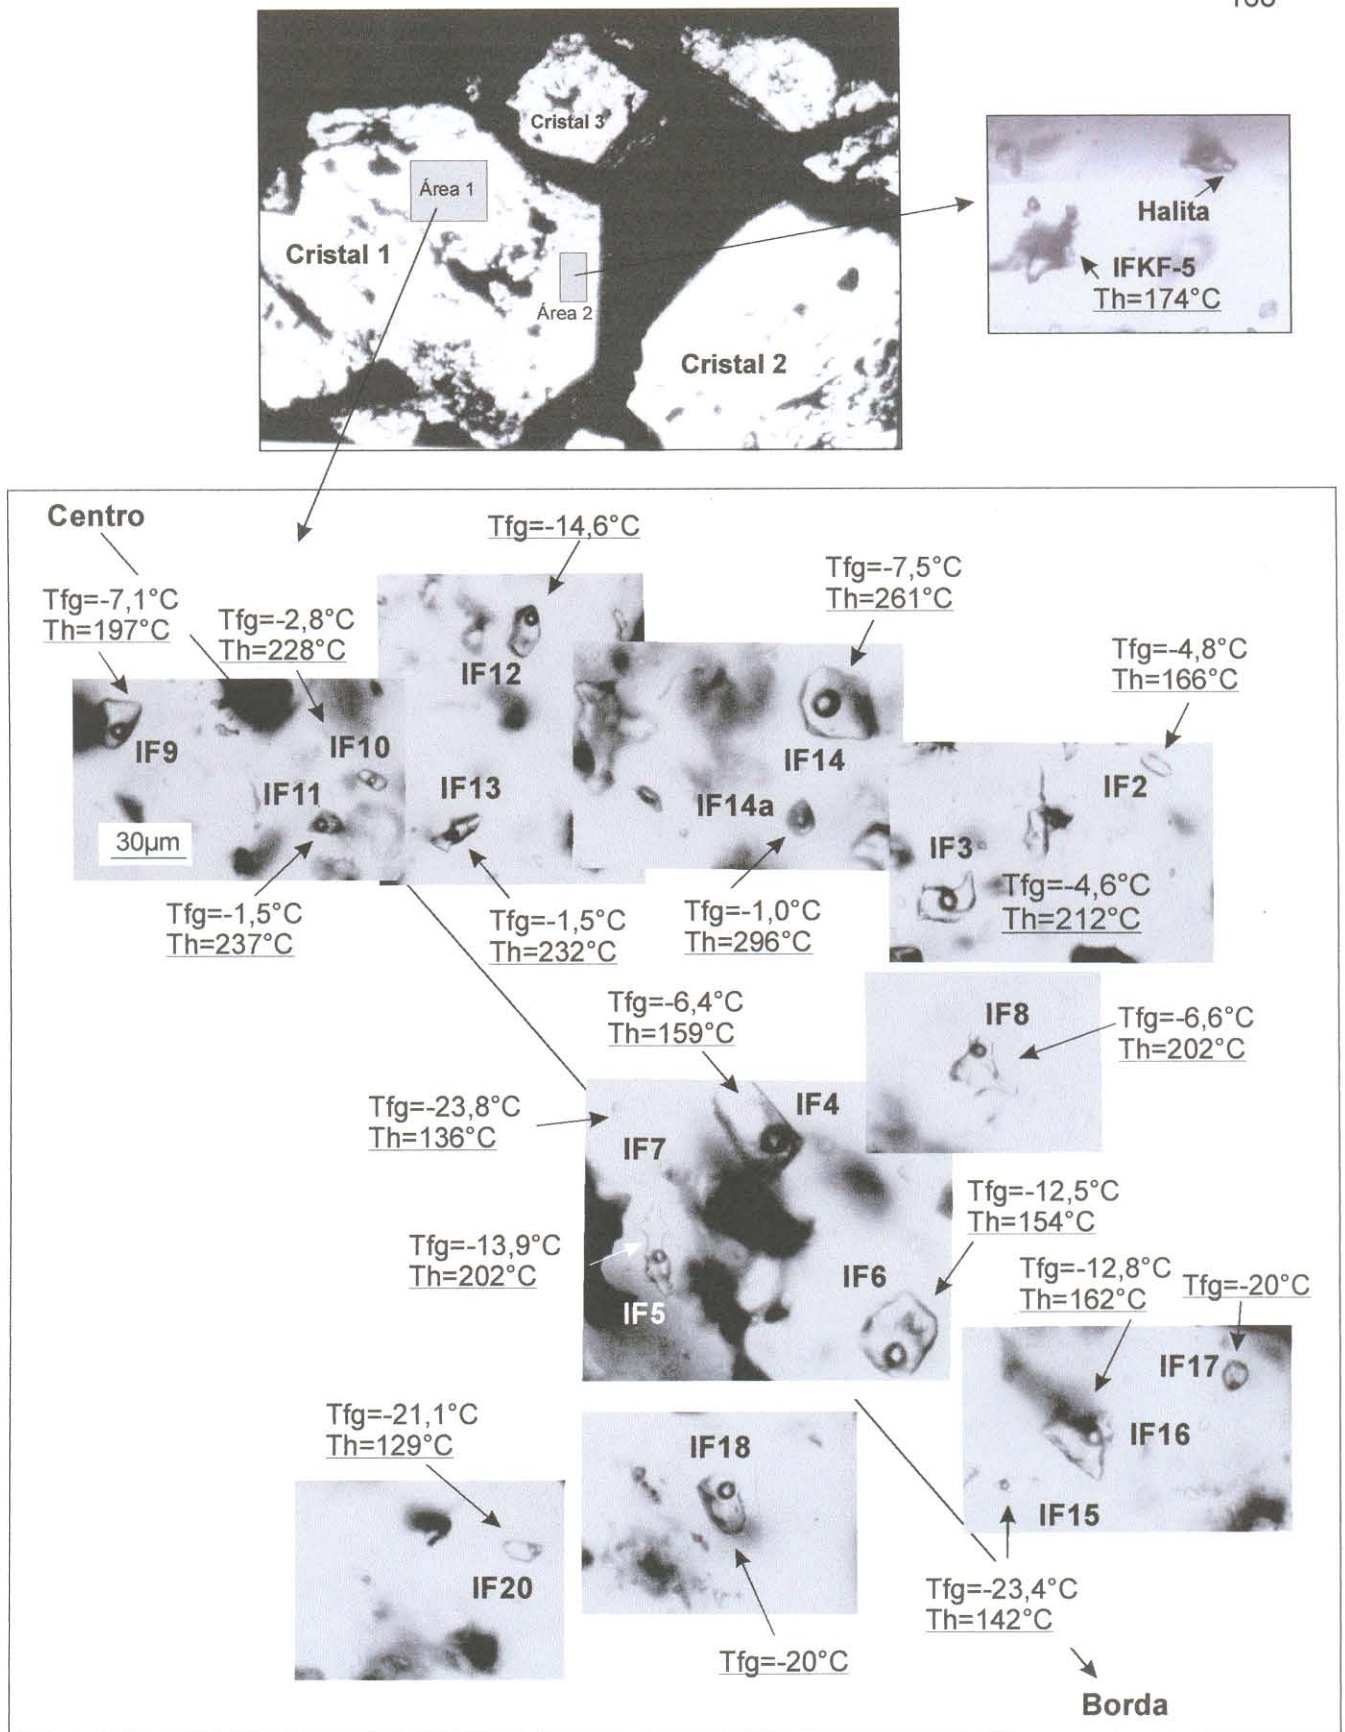 Cristal 3
Área 1
Cristal 1
Área 2
Cristal 2
Halita
IFKF-5
Th=174°C
Centro
Tfg=-7,1°C
Th=197°C
Tfg=-2,8°C
Th=228°C
Tfg=-14,6°C
Tfg=-7,5°C
Th=261°C
Tfg=-4,8°C
Th=166°C
IF9
IF10
IF11
30µm
IF12
IF13
IF14
IF14a
IF2
IF3
Tfg=-4,6°C
Th=212°C
Tfg=-1,5°C
Th=237°C
Tfg=-1,5°C
Th=232°C
Tfg=-1,0°C
Th=296°C
Tfg=-6,4°C
Th=159°C
IF8
Tfg=-6,6°C
Th=202°C
Tfg=-23,8°C
Th=136°C
IF4
IF7
Tfg=-13,9°C
Th=202°C
IF5
IF6
Tfg=-12,5°C
Th=154°C
Tfg=-12,8°C
Th=162°C
Tfg=-20°C
IF17
IF16
IF15
Tfg=-21,1°C
Th=129°C
IF18
IF20
Tfg=-23,4°C
Th=142°C
Tfg=-20°C
Borda